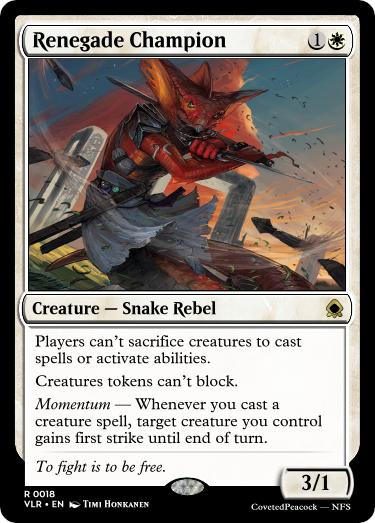 Renegade Champion 1
Creature — Snake Rebel
Players can't sacrifice creatures to cast
spells or activate abilities.
Creatures tokens can't block.
Momentum — Whenever you cast a
creature spell, target creature you control
gains first strike until end of turn.
To fight is to be free.
3/1
R 0018
VLR • EN Timi Honkanen
CovetedPeacock — NFS